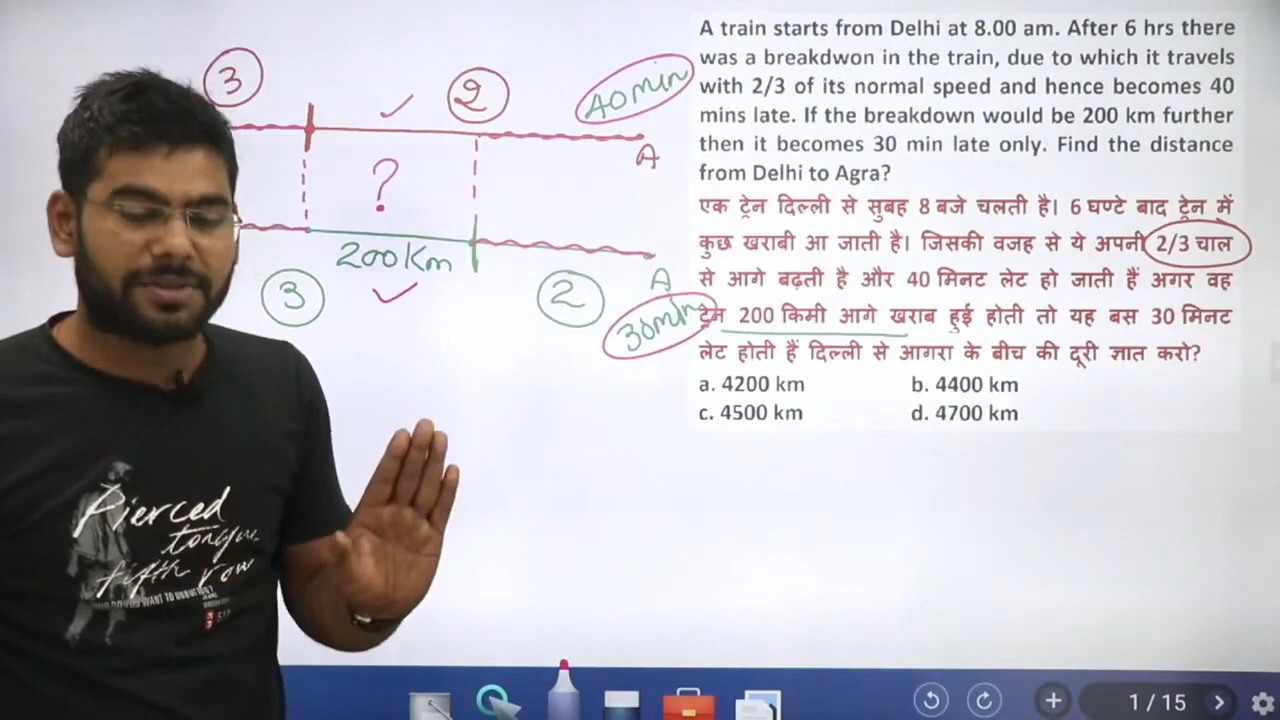 A train starts from Delhi at 8.00 am. After 6 hrs there
was a breakdwon in the train, due to which it travels
with 2/3 of its normal speed and hence becomes 40
mins late. If the breakdown would be 200 km further
then it becomes 30 min late only. Find the distance
from Delhi to Agra?
एक ट्रेन दिल्ली से सुबह 8 बजे चलती है। 6 घण्टे बाद ट्रेन में
कुछ खराबी आ जाती है। जिसकी वजह से ये अपनी 2/3 चाल
से आगे बढ़ती है और 40 मिनट लेट हो जाती हैं अगर वह
ट्रेन 200 किमी आगे खराब हुई होती तो यह बस 30 मिनट
लेट होती हैं दिल्ली से आगरा के बीच की दूरी ज्ञात करो?
a. 4200 km b. 4400 km
c. 4500 km d. 4700 km
3
2
40min
A
?
200Km
A
3
2
30min
Pierced
tongue
fifth row
1 / 15